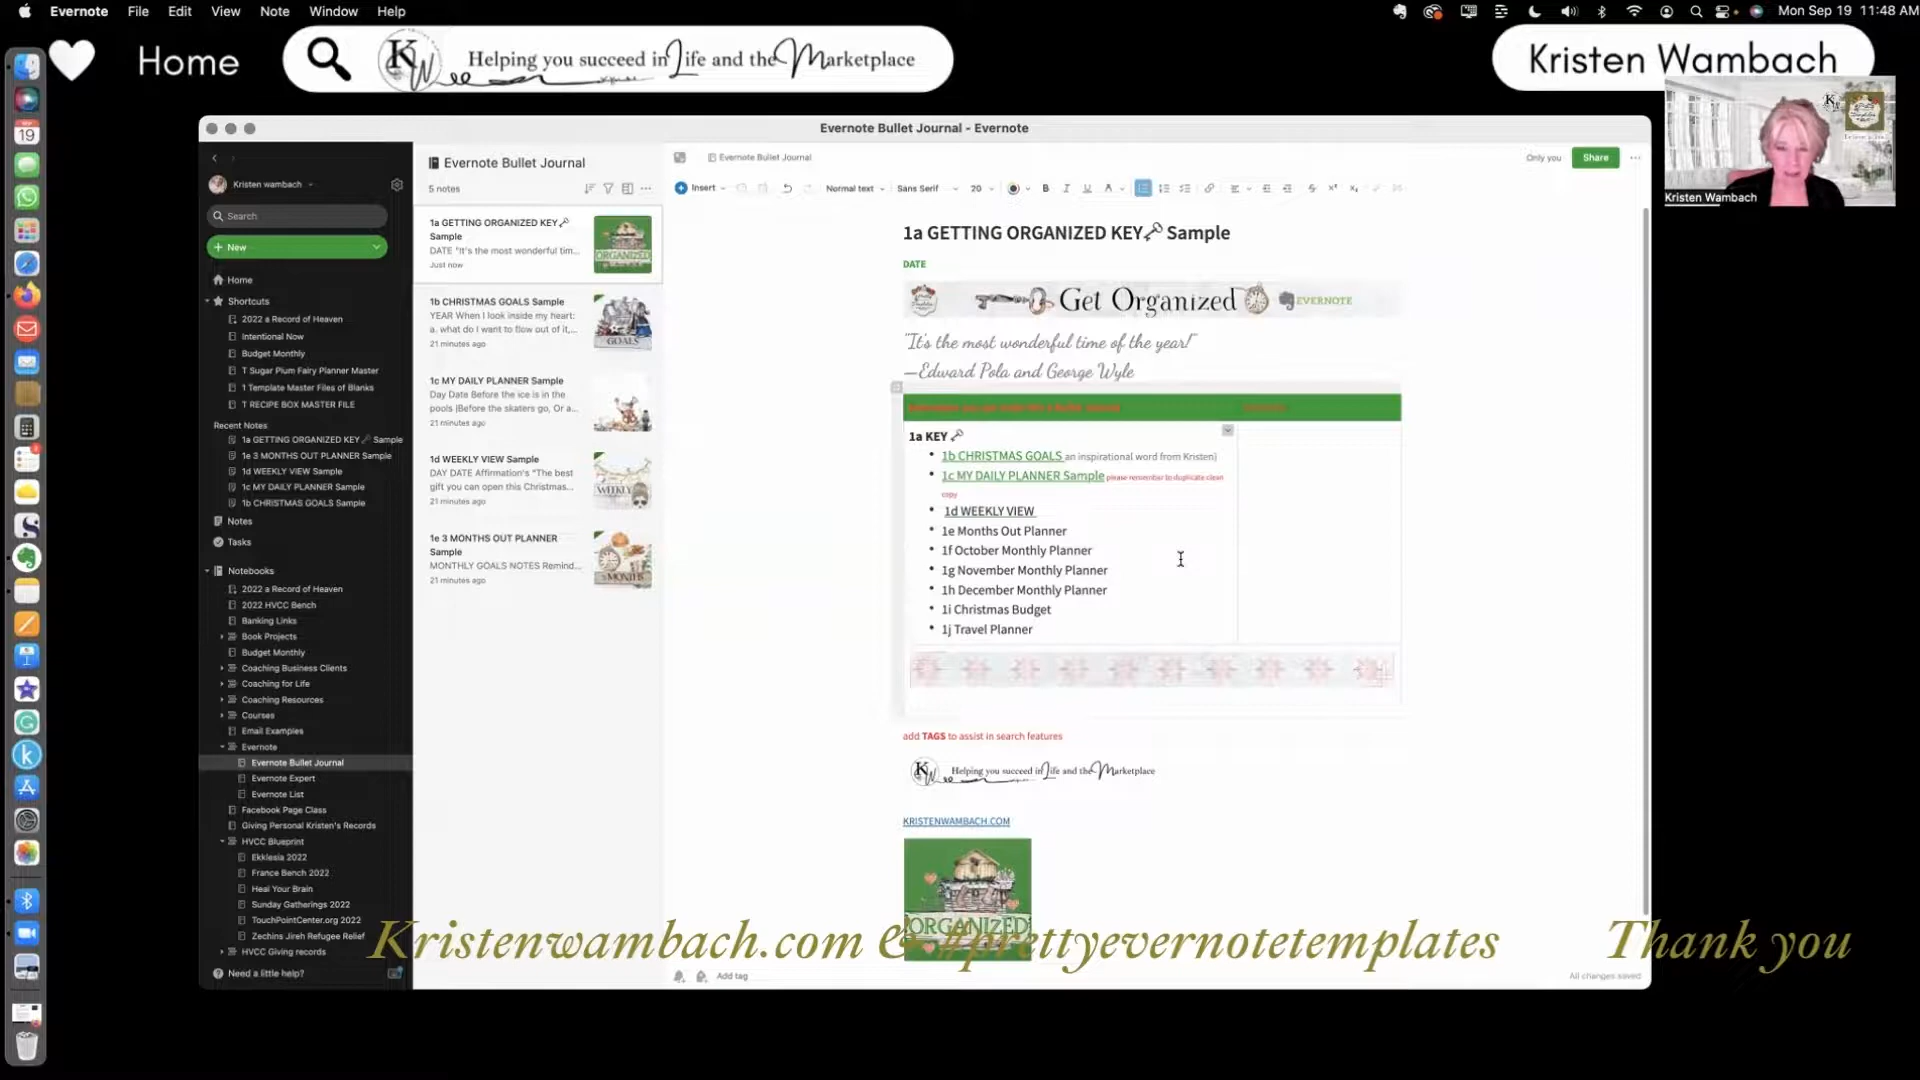 Evernote File Edit View Note Window Help
Mon Sep 19 11:48 AM
Home
KW Helping you succeed in Life and the Marketplace
Kristen Wambach
Kristen Wambach
Evernote Bullet Journal - Evernote
Kristen wambach
Search
New
Home
Shortcuts
2022 a Record of Heaven
Intentional Now
Budget Monthly
T Sugar Plum Fairy Planner Master
1 Template Master Files of Blanks
T RECIPE BOX MASTER FILE
Recent Notes
1a GETTING ORGANIZED KEY🗝 Sample
1e 3 MONTHS OUT PLANNER Sample
1d WEEKLY VIEW Sample
1c MY DAILY PLANNER Sample
1b CHRISTMAS GOALS Sample
Notes
Tasks
Notebooks
2022 a Record of Heaven
2022 HVCC Bench
Banking Links
Book Projects
Budget Monthly
Coaching Business Clients
Coaching for Life
Coaching Resources
Courses
Email Examples
Evernote
Evernote Bullet Journal
Evernote Expert
Evernote List
Facebook Page Class
Giving Personal Kristen's Records
HVCC Blueprint
Ekklesia 2022
France Bench 2022
Heal Your Brain
Sunday Gatherings 2022
TouchPointCenter.org 2022
Zechins Jireh Refugee Relief
HVCC Giving records
Need a little help?
Evernote Bullet Journal
5 notes
1a GETTING ORGANIZED KEY🗝
Sample
DATE "It's the most wonderful tim...
Just now
ORGANIZED
1b CHRISTMAS GOALS Sample
YEAR When I look inside my heart:
a. what do I want to flow out of it,...
21 minutes ago
GOALS
1c MY DAILY PLANNER Sample
Day Date Before the ice is in the
pools |Before the skaters go, Or a...
21 minutes ago
1d WEEKLY VIEW Sample
DAY DATE Affirmation's "The best
gift you can open this Christmas...
21 minutes ago
WEEKLY
1e 3 MONTHS OUT PLANNER
Sample
MONTHLY GOALS NOTES Remind...
21 minutes ago
3 MONTHS
Evernote Bullet Journal
Only you Share
Insert Normal text Sans Serif 20
1a GETTING ORGANIZED KEY🗝 Sample
DATE
Get Organized EVERNOTE
"It's the most wonderful time of the year!"
—Edward Pola and George Wyle
1a KEY 🗝
• 1b CHRISTMAS GOALS an inspirational word from Kristen)
• 1c MY DAILY PLANNER Sample please remember to duplicate clean
copy
• 1d WEEKLY VIEW
• 1e Months Out Planner
• 1f October Monthly Planner
• 1g November Monthly Planner
• 1h December Monthly Planner
• 1i Christmas Budget
• 1j Travel Planner
add TAGS to assist in search features
KW Helping you succeed in Life and the Marketplace
KRISTENWAMBACH.COM
ORGANIZED
Kristenwambach.com & #prettyevernotetemplates Thank you
Add tag
All changes saved